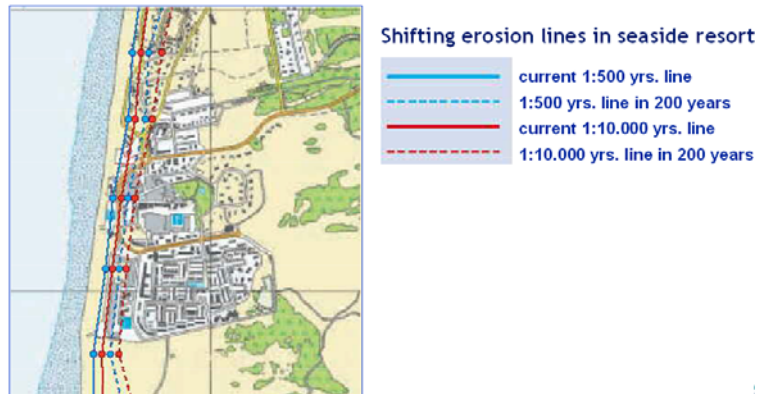 Shifting erosion lines in seaside resort
current 1:500 yrs. line
1:500 yrs. line in 200 years
current 1:10.000 yrs. line
1:10.000 yrs. line in 200 years